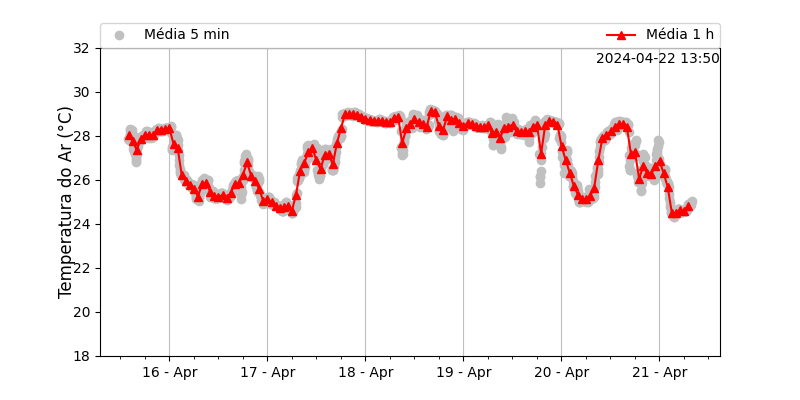 Média 5 min
Média 1 h
2024-04-22 13:50
Temperatura do Ar (°C)
32
30
28
26
24
22
20
18
16 - Apr
17 - Apr
18 - Apr
19 - Apr
20 - Apr
21 - Apr